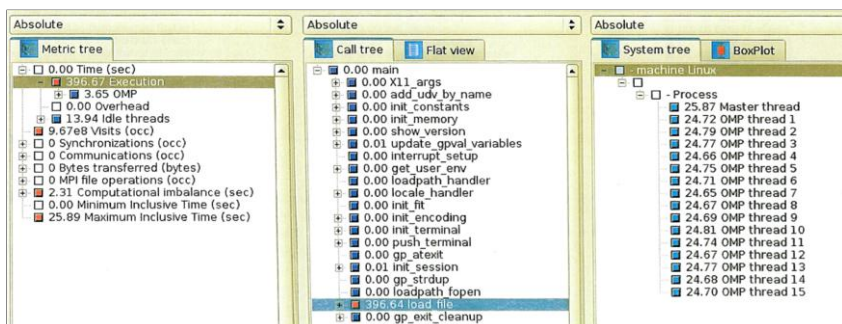 Absolute
Metric tree
0.00 Time (sec)
396.67 Execution
3.65 OMP
0.00 Overhead
13.94 Idle threads
9.67e8 Visits (occ)
0 Synchronizations (occ)
0 Communications (occ)
0 Bytes transferred (bytes)
0 MPI file operations (occ)
2.31 Computational imbalance (sec)
0.00 Minimum Inclusive Time (sec)
25.89 Maximum Inclusive Time (sec)
Absolute
Call tree Flat view
0.00 main
0.00 X11_args
0.00 add_udv_by_name
0.00 init_constants
0.00 init_memory
0.00 show_version
0.01 update_gpval_variables
0.00 interrupt_setup
0.00 get_user_env
0.00 loadpath_handler
0.00 locale_handler
0.00 init_fit
0.00 init_encoding
0.00 init_terminal
0.00 push_terminal
0.00 gp_atexit
0.01 init_session
0.00 gp_strdup
0.00 loadpath_fopen
396.64 load_file
0.00 gp_exit_cleanup
Absolute
System tree BoxPlot
- machine Linux
- Process
25.87 Master thread
24.72 OMP thread 1
24.79 OMP thread 2
24.77 OMP thread 3
24.66 OMP thread 4
24.75 OMP thread 5
24.71 OMP thread 6
24.65 OMP thread 7
24.67 OMP thread 8
24.69 OMP thread 9
24.81 OMP thread 10
24.74 OMP thread 11
24.67 OMP thread 12
24.77 OMP thread 13
24.68 OMP thread 14
24.70 OMP thread 15